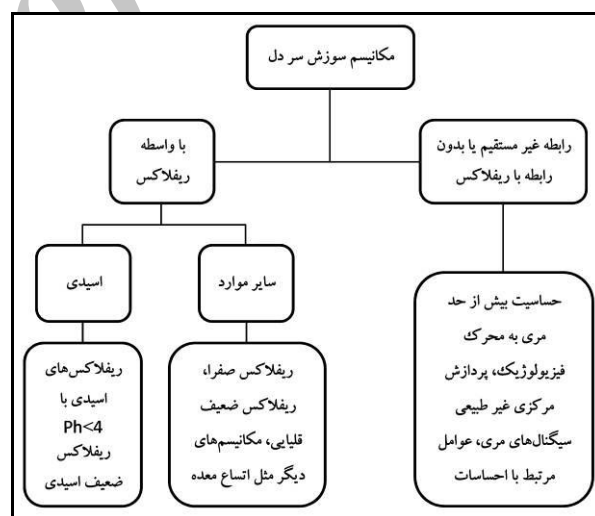 مکانیسم سوزش سر دل
رابطه غیر مستقیم یا بدون
رابطه با ریفلاکس
با واسطه
ریفلاکس
حساسیت بیش از حد
مری به محرک
فیزیولوژیک، پردازش
مرکزی غیر طبیعی
سیگنال‌های مری، عوامل
مرتبط با احساسات
سایر موارد
اسیدی
ریفلاکس صفرا،
ریفلاکس ضعیف
قلیایی، مکانیسم‌های
دیگر مثل اتساع معده
ریفلاکس‌های
اسیدی با
Ph<4
ریفلاکس
ضعیف اسیدی